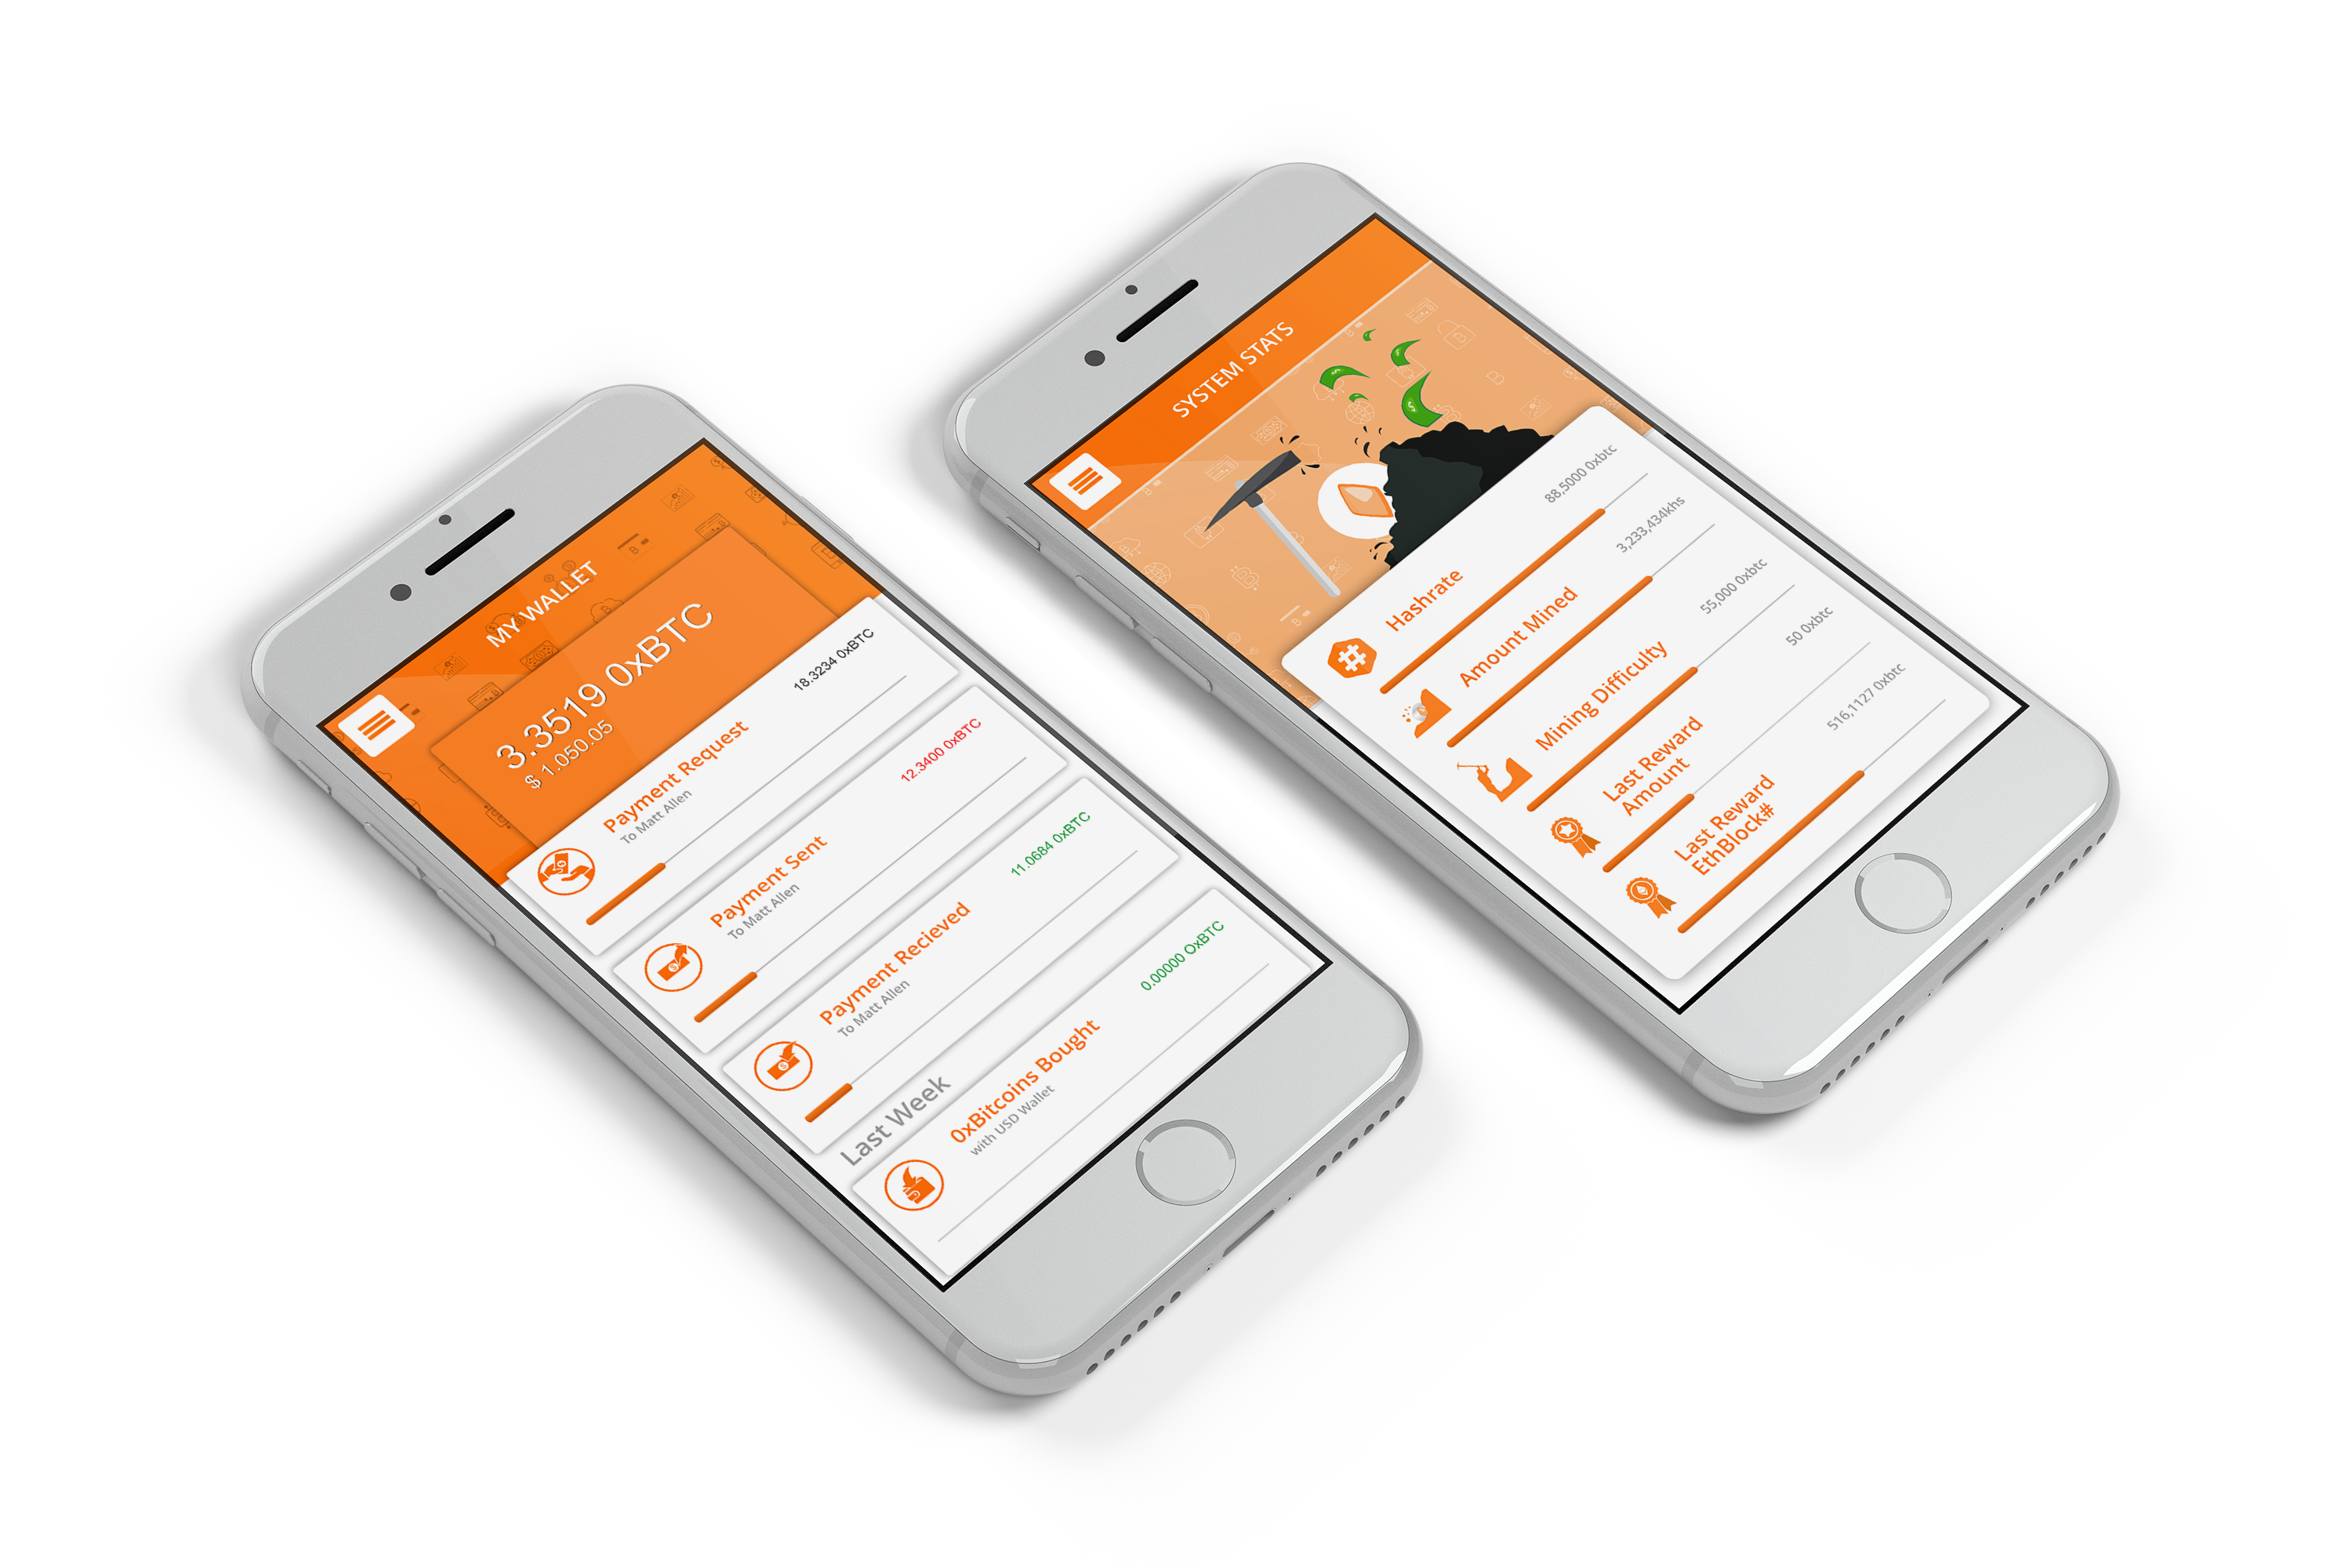 MY WALLET
3.3519 0xBTC
$ 1.050.05
Payment Request
To Matt Allen
18.3234 0xBTC
Payment Sent
To Matt Allen
12.3400 0xBTC
Payment Recieved
To Matt Allen
11.0684 0xBTC
Last Week
0xBitcoins Bought
with USD Wallet
0.00000 OxBTC
SYSTEM STATS
Hashrate
88,5000 0xbtc
Amount Mined
3,233,434khs
Mining Difficulty
55,000 0xbtc
Last Reward
Amount
50 0xbtc
Last Reward
EthBlock#
516,11127 0xbtc